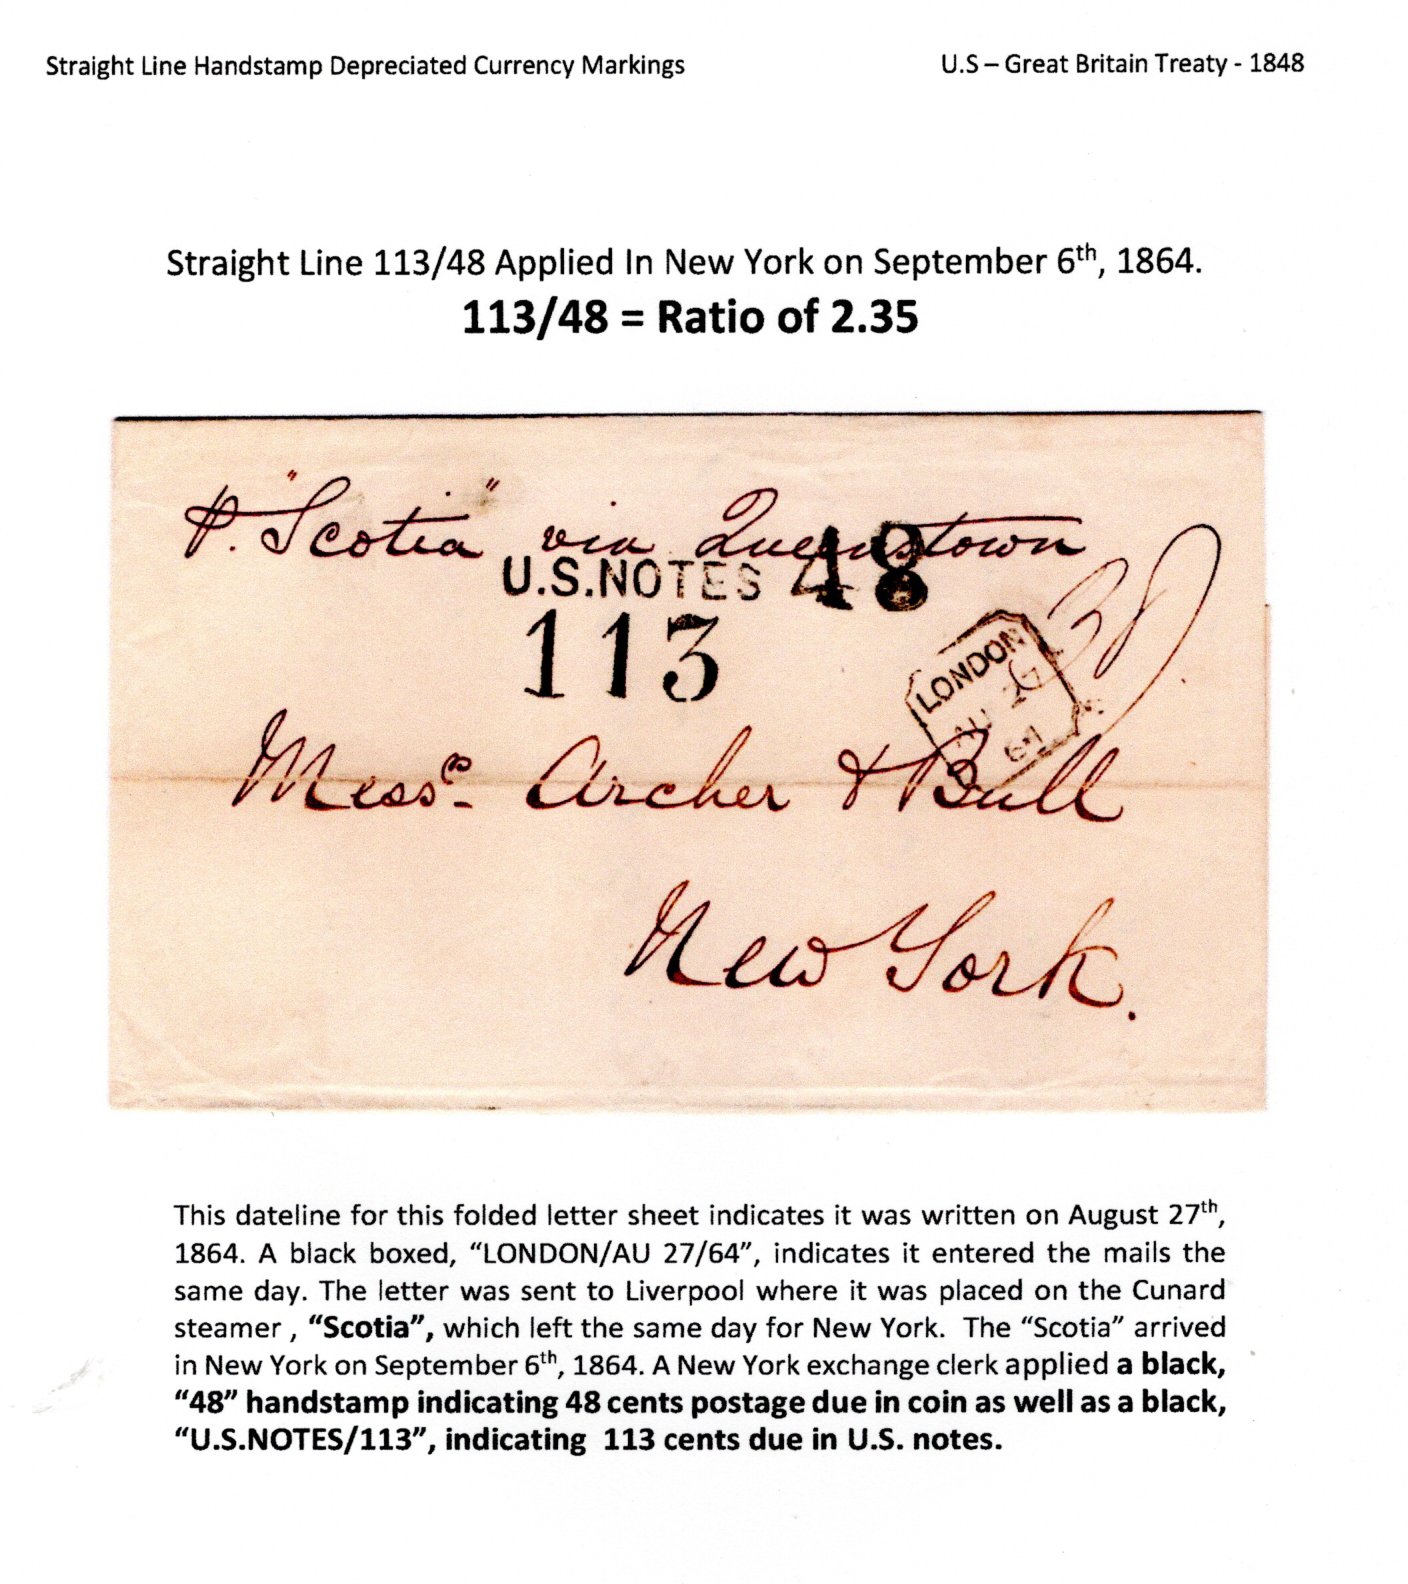 Straight Line Handstamp Depreciated Currency Markings
U.S – Great Britain Treaty - 1848
Straight Line 113/48 Applied In New York on September 6th, 1864.
113/48 = Ratio of 2.35
P. "Scotia" via Queenstown
U.S.NOTES 48
113
LONDON
AU 27
64
Messrs. Archer & Bull
New York.
This dateline for this folded letter sheet indicates it was written on August 27th,
1864. A black boxed, “LONDON/AU 27/64”, indicates it entered the mails the
same day. The letter was sent to Liverpool where it was placed on the Cunard
steamer , “Scotia”, which left the same day for New York. The “Scotia” arrived
in New York on September 6th, 1864. A New York exchange clerk applied a black,
“48” handstamp indicating 48 cents postage due in coin as well as a black,
“U.S.NOTES/113”, indicating 113 cents due in U.S. notes.